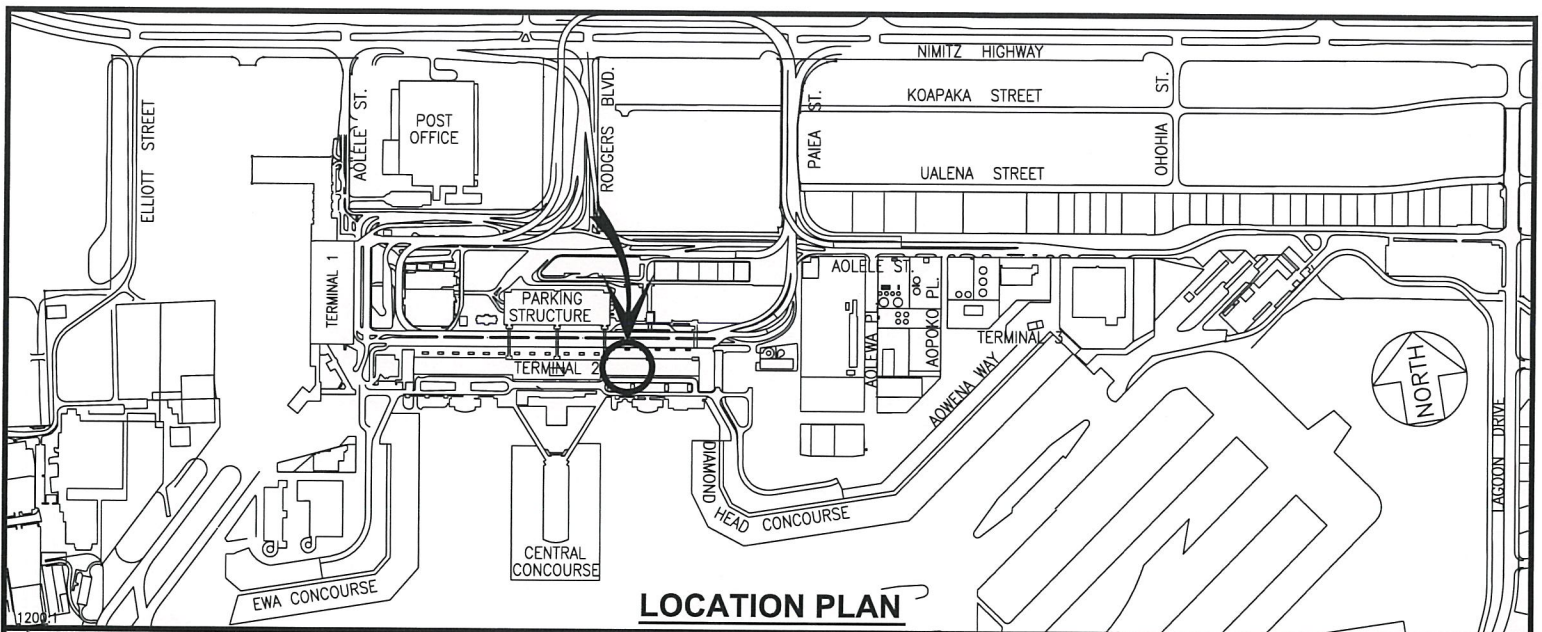 NIMITZ HIGHWAY
KOAPAKA STREET
UALENA STREET
ELLIOTT STREET
AOLELE ST.
POST
OFFICE
RODGERS BLVD.
PAIEA ST.
OHOHIA ST.
TERMINAL 1
PARKING
STRUCTURE
TERMINAL 2
AOLELE ST.
AOLEWA PL.
AOPOKO PL.
TERMINAL 3
AOWENA WAY
NORTH
LAGOON DRIVE
DIAMOND
HEAD CONCOURSE
CENTRAL
CONCOURSE
EWA CONCOURSE
1200:1
LOCATION PLAN